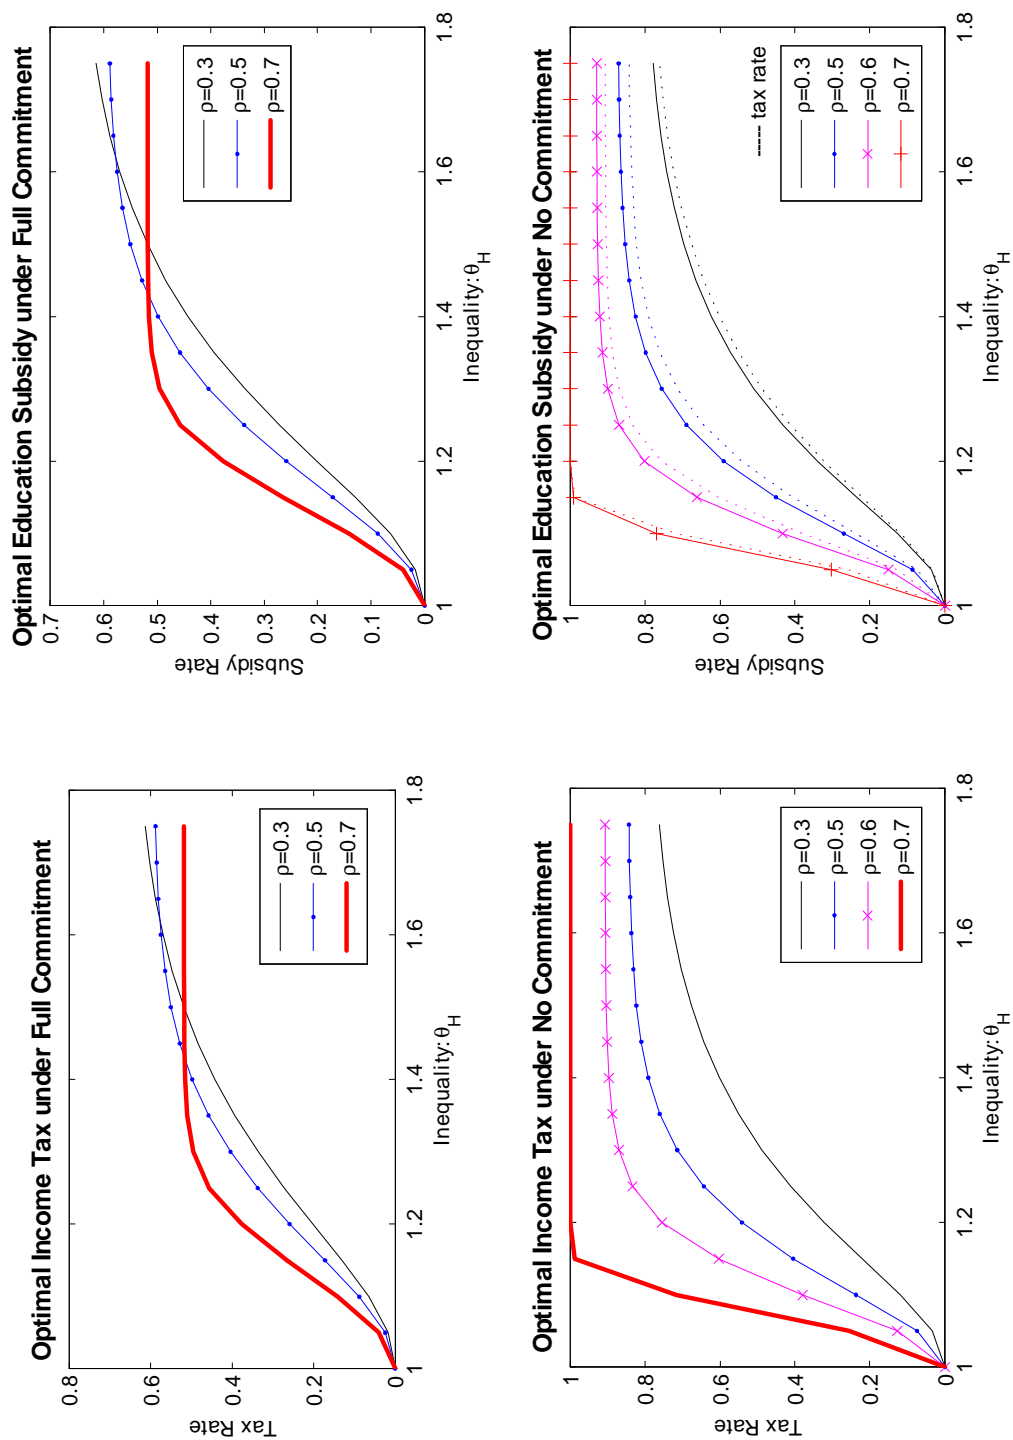 Optimal Income Tax under Full Commitment
Tax Rate
0.8
0.6
0.4
0.2
0
1
1.2
1.4
1.6
1.8
Inequality: θ_H
ρ=0.3
ρ=0.5
ρ=0.7
Optimal Education Subsidy under Full Commitment
Subsidy Rate
0.7
0.6
0.5
0.4
0.3
0.2
0.1
0
1
1.2
1.4
1.6
1.8
Inequality: θ_H
ρ=0.3
ρ=0.5
ρ=0.7
Optimal Income Tax under No Commitment
Tax Rate
1
0.8
0.6
0.4
0.2
0
1
1.2
1.4
1.6
1.8
Inequality: θ_H
ρ=0.3
ρ=0.5
ρ=0.6
ρ=0.7
Optimal Education Subsidy under No Commitment
Subsidy Rate
1
0.8
0.6
0.4
0.2
0
1
1.2
1.4
1.6
1.8
Inequality: θ_H
----- tax rate
ρ=0.3
ρ=0.5
ρ=0.6
ρ=0.7